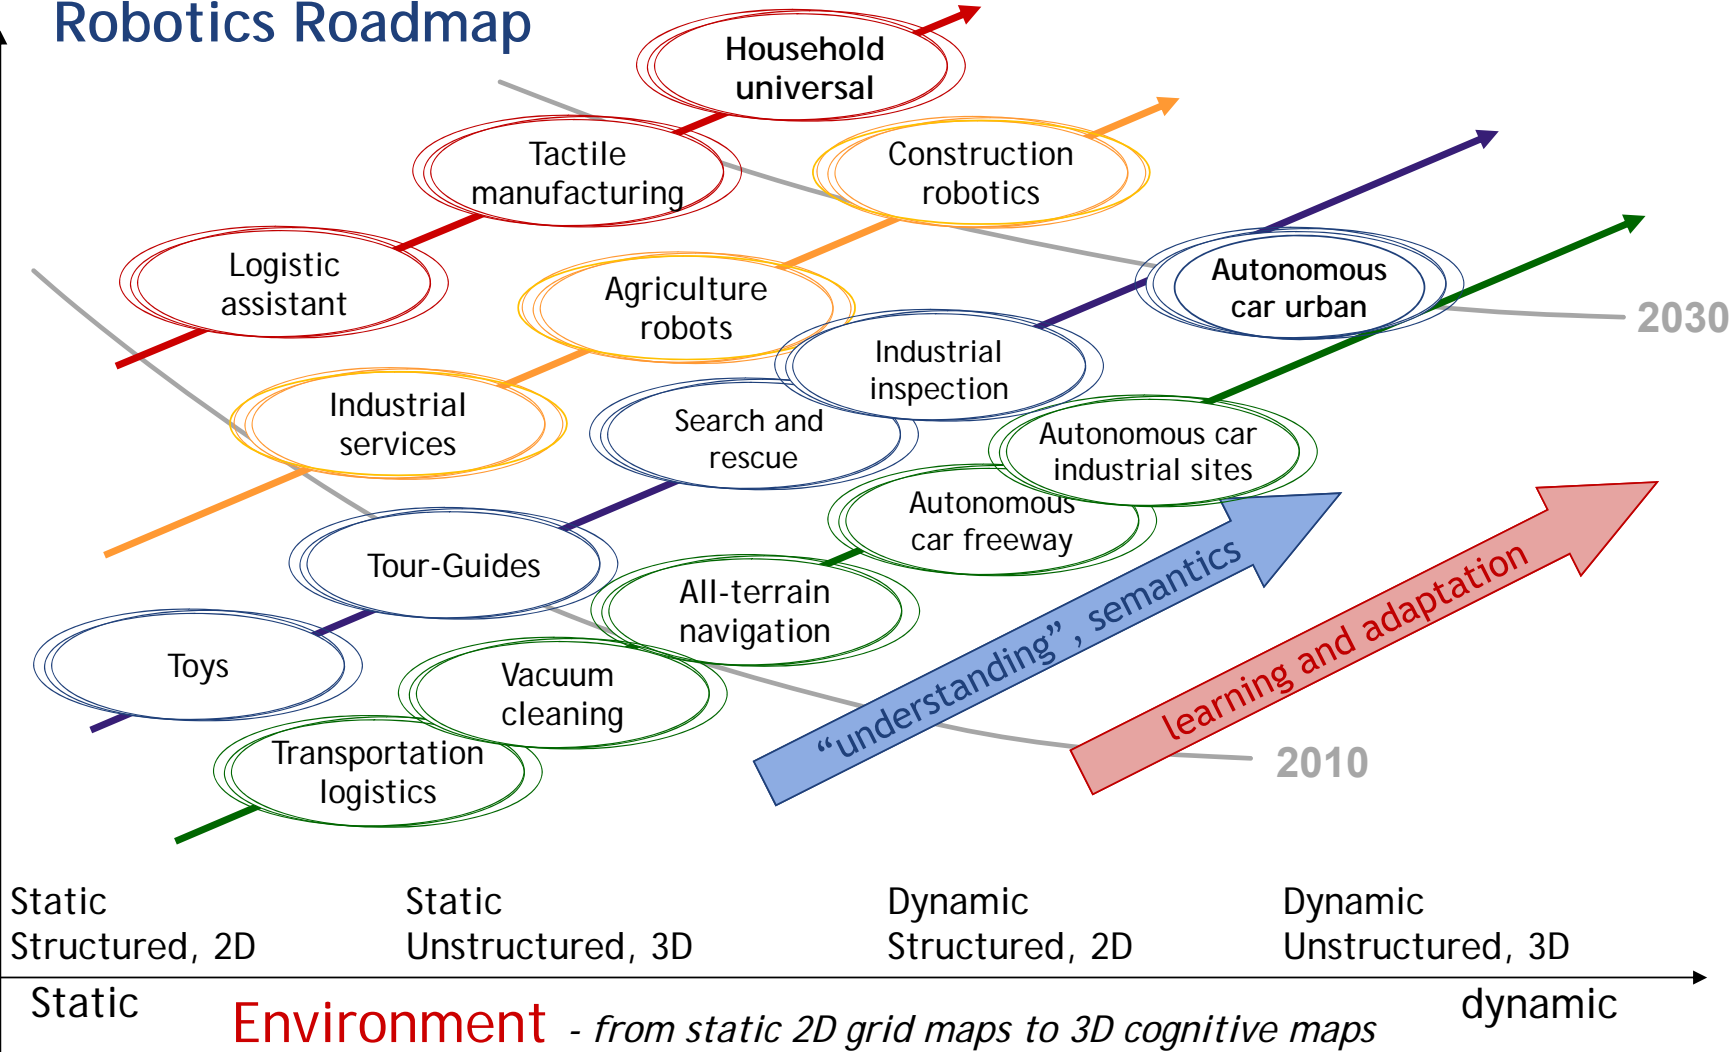 Robotics Roadmap
Household
universal
Tactile
manufacturing
Construction
robotics
Logistic
assistant
Agriculture
robots
Autonomous
car urban
2030
Industrial
inspection
Industrial
services
Search and
rescue
Autonomous car
industrial sites
Autonomous
car freeway
Tour-Guides
All-terrain
navigation
Toys
Vacuum
cleaning
Transportation
logistics
“understanding”, semantics
learning and adaptation
2010
Static
Structured, 2D
Static
Unstructured, 3D
Dynamic
Structured, 2D
Dynamic
Unstructured, 3D
Static
dynamic
Environment - from static 2D grid maps to 3D cognitive maps